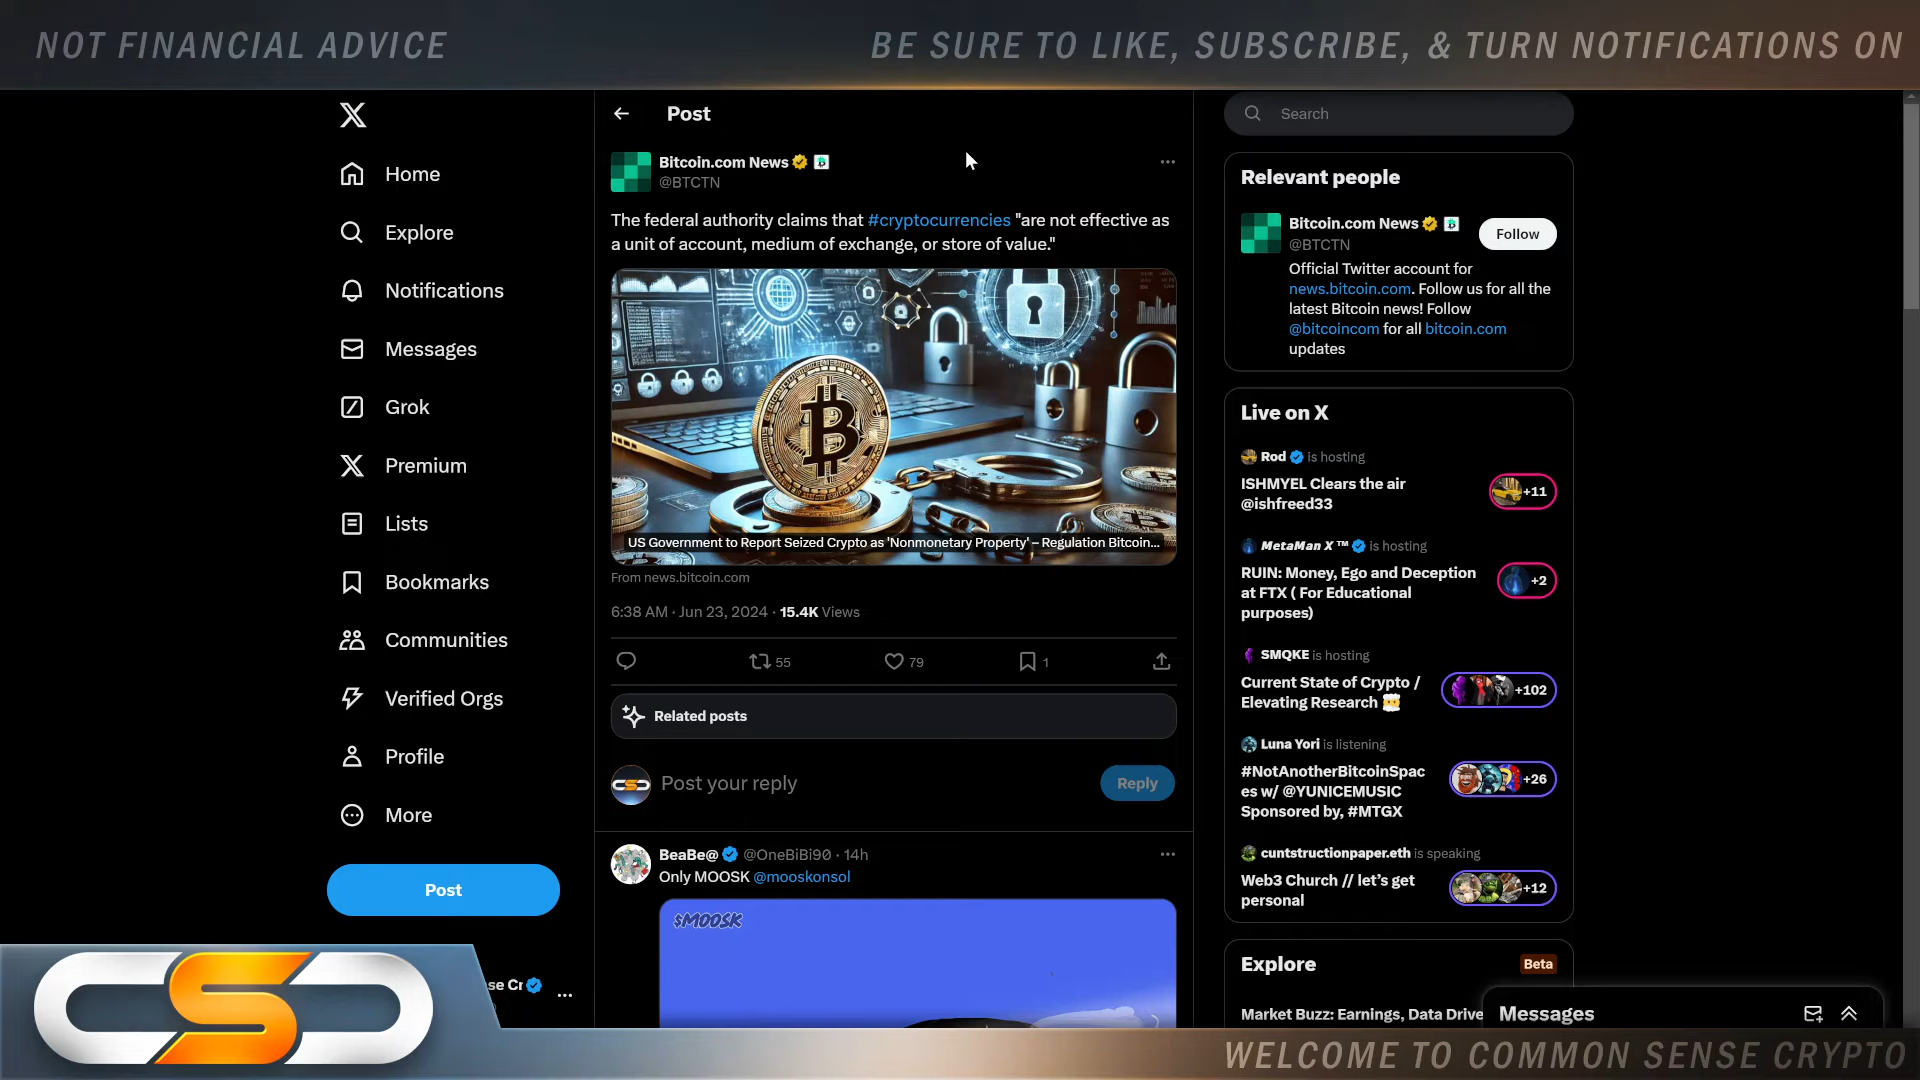 NOT FINANCIAL ADVICE
BE SURE TO LIKE, SUBSCRIBE, & TURN NOTIFICATIONS ON
Home
Explore
Notifications
Messages
Grok
Premium
Lists
Bookmarks
Communities
Verified Orgs
Profile
More
Post
se Cr
Post
Bitcoin.com News
@BTCTN
The federal authority claims that #cryptocurrencies "are not effective as
a unit of account, medium of exchange, or store of value."
US Government to Report Seized Crypto as 'Nonmonetary Property' – Regulation Bitcoin...
From news.bitcoin.com
6:38 AM · Jun 23, 2024 · 15.4K Views
55
79
1
Related posts
CSC
Post your reply
Reply
BeaBe@ @OneBiBi90 · 14h
Only MOOSK @mooskonsol
$MOOSK
Search
Relevant people
Bitcoin.com News
@BTCTN
Follow
Official Twitter account for
news.bitcoin.com. Follow us for all the
latest Bitcoin news! Follow
@bitcoincom for all bitcoin.com
updates
Live on X
Rod is hosting
ISHMYEL Clears the air
@ishfreed33
+11
MetaMan X ™ is hosting
RUIN: Money, Ego and Deception
at FTX ( For Educational
purposes)
+2
SMQKE is hosting
Current State of Crypto /
Elevating Research
+102
Luna Yori is listening
#NotAnotherBitcoinSpac
es w/ @YUNICEMUSIC
Sponsored by, #MTGX
+26
cuntstructionpaper.eth is speaking
Web3 Church // let's get
personal
+12
Explore
Beta
Market Buzz: Earnings, Data Drive
Messages
CSC
WELCOME TO COMMON SENSE CRYPTO